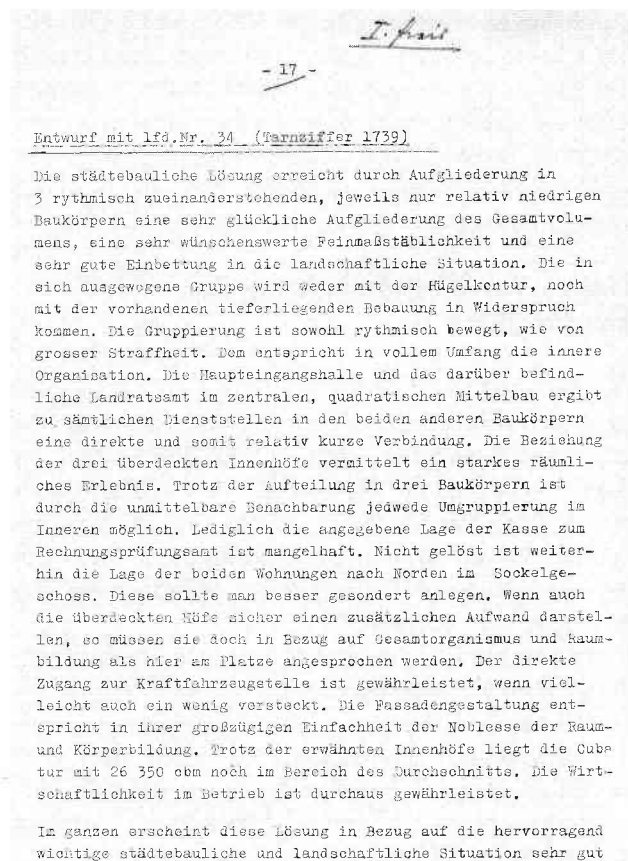 I. Preis
- 17 -
Entwurf mit lfd.Nr. 34 (Tarnziffer 1739)
Die städtebauliche Lösung erreicht durch Aufgliederung in
3 rythmisch zueinanderstehenden, jeweils nur relativ niedrigen
Baukörpern eine sehr glückliche Aufgliederung des Gesamtvolu-
mens, eine sehr wünschenswerte Feinmaßstäblichkeit und eine
sehr gute Einbettung in die landschaftliche Situation. Die in
sich ausgewogene Gruppe wird weder mit der Hügelkontur, noch
mit der vorhandenen tieferliegenden Bebauung in Widerspruch
kommen. Die Gruppierung ist sowohl rythmisch bewegt, wie von
grosser Straffheit. Dem entspricht in vollem Umfang die innere
Organisation. Die Haupteingangshalle und das darüber befind-
liche Landratsamt im zentralen, quadratischen Mittelbau ergibt
zu sämtlichen Dienststellen in den beiden anderen Baukörpern
eine direkte und somit relativ kurze Verbindung. Die Beziehung
der drei überdeckten Innenhöfe vermittelt ein starkes räumli-
ches Erlebnis. Trotz der Aufteilung in drei Baukörpern ist
durch die unmittelbare Benachbarung jedwede Umgruppierung im
Inneren möglich. Lediglich die angegebene Lage der Kasse zum
Rechnungsprüfungsamt ist mangelhaft. Nicht gelöst ist weiter-
hin die Lage der beiden Wohnungen nach Norden im Sockelge-
schoss. Diese sollte man besser gesondert anlegen. Wenn auch
die überdeckten Höfe sicher einen zusätzlichen Aufwand darstel-
len, so müssen sie doch in Bezug auf Gesamtorganismus und Raum-
bildung als hier am Platze angesprochen werden. Der direkte
Zugang zur Kraftfahrzeugstelle ist gewährleistet, wenn viel-
leicht auch ein wenig versteckt. Die Fassadengestaltung ent-
spricht in ihrer großzügigen Einfachheit der Noblesse der Raum-
und Körperbildung. Trotz der erwähnten Innenhöfe liegt die Cuba
tur mit 26 350 cbm noch im Bereich des Durchschnitts. Die Wirt-
schaftlichkeit im Betrieb ist durchaus gewährleistet.
Im ganzen erscheint diese Lösung in Bezug auf die hervorragend
wichtige städtebauliche und landschaftliche Situation sehr gut